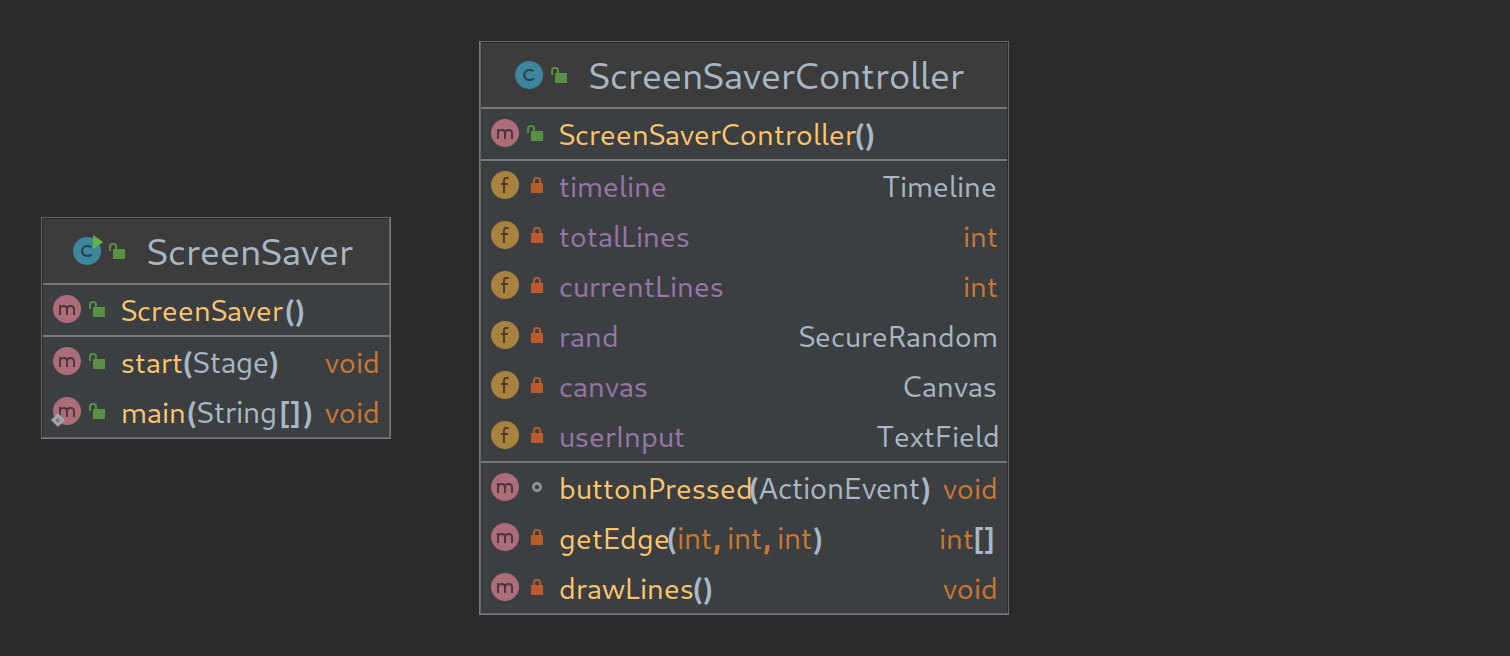 ScreenSaver
ScreenSaver()
start(Stage) void
main(String[]) void
ScreenSaverController
ScreenSaverController()
timeline Timeline
totalLines int
currentLines int
rand SecureRandom
canvas Canvas
userInput TextField
buttonPressed(ActionEvent) void
getEdge(int, int, int) int[]
drawLines() void